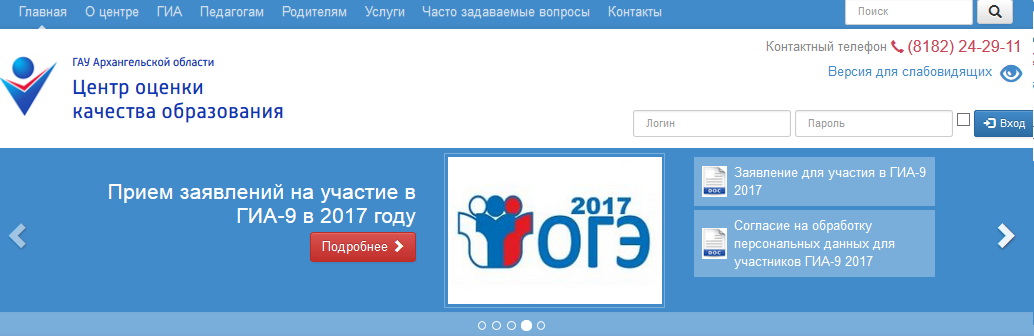 Главная О центре ГИА Педагогам Родителям Услуги Часто задаваемые вопросы Контакты Поиск
Контактный телефон (8182) 24-29-11
Версия для слабовидящих
ГАУ Архангельской области
Центр оценки
качества образования
Логин Пароль Вход
Прием заявлений на участие в
ГИА-9 в 2017 году
Подробнее
2017
ОГЭ
DOC
Заявление для участия в ГИА-9
2017
DOC
Согласие на обработку
персональных данных для
участников ГИА-9 2017